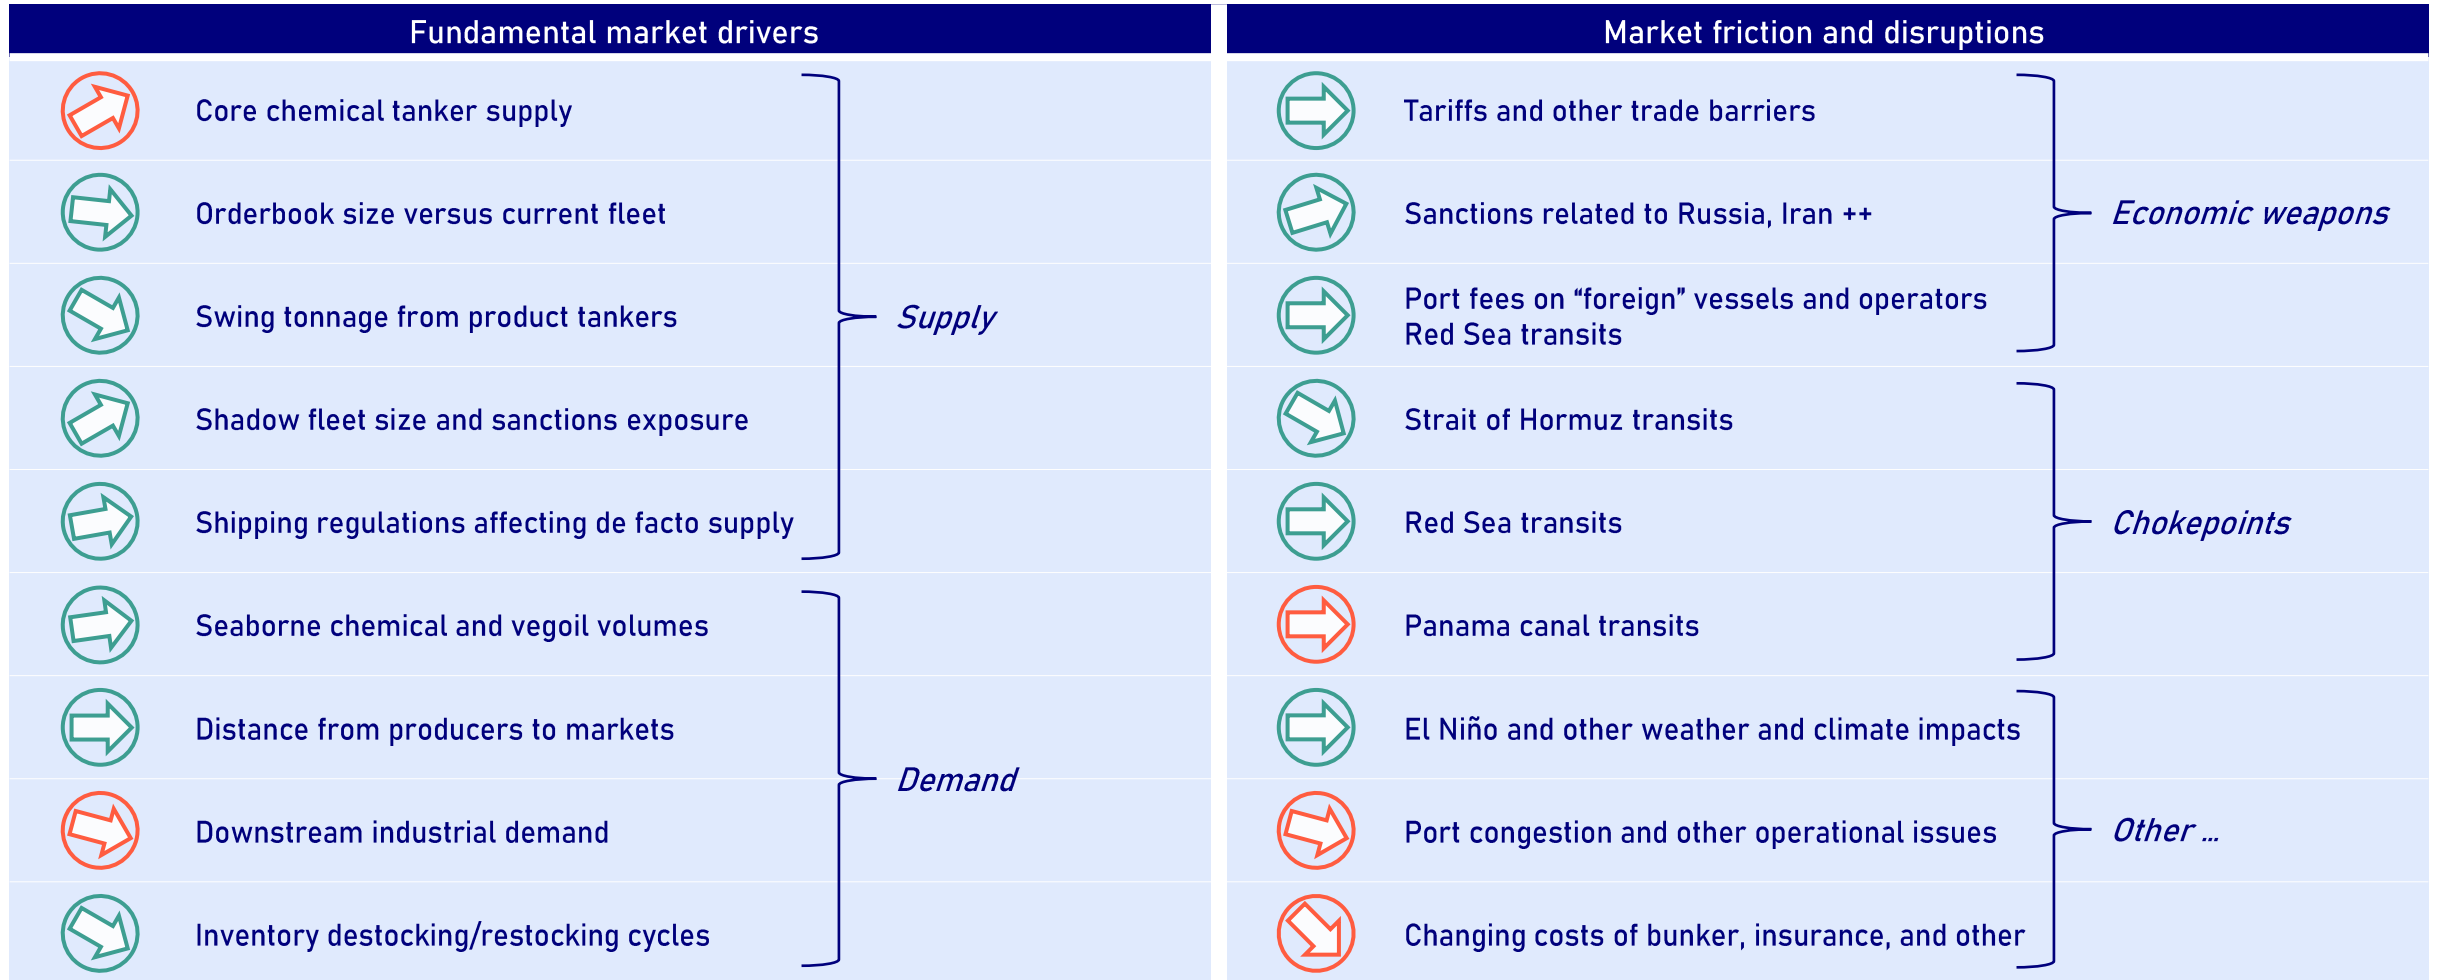 Fundamental market drivers
Core chemical tanker supply
Orderbook size versus current fleet
Swing tonnage from product tankers
Shadow fleet size and sanctions exposure
Shipping regulations affecting de facto supply
Supply
Seaborne chemical and vegoil volumes
Distance from producers to markets
Downstream industrial demand
Inventory destocking/restocking cycles
Demand
Market friction and disruptions
Tariffs and other trade barriers
Sanctions related to Russia, Iran ++
Port fees on “foreign” vessels and operators
Red Sea transits
Economic weapons
Strait of Hormuz transits
Red Sea transits
Panama canal transits
Chokepoints
El Niño and other weather and climate impacts
Port congestion and other operational issues
Changing costs of bunker, insurance, and other
Other ...